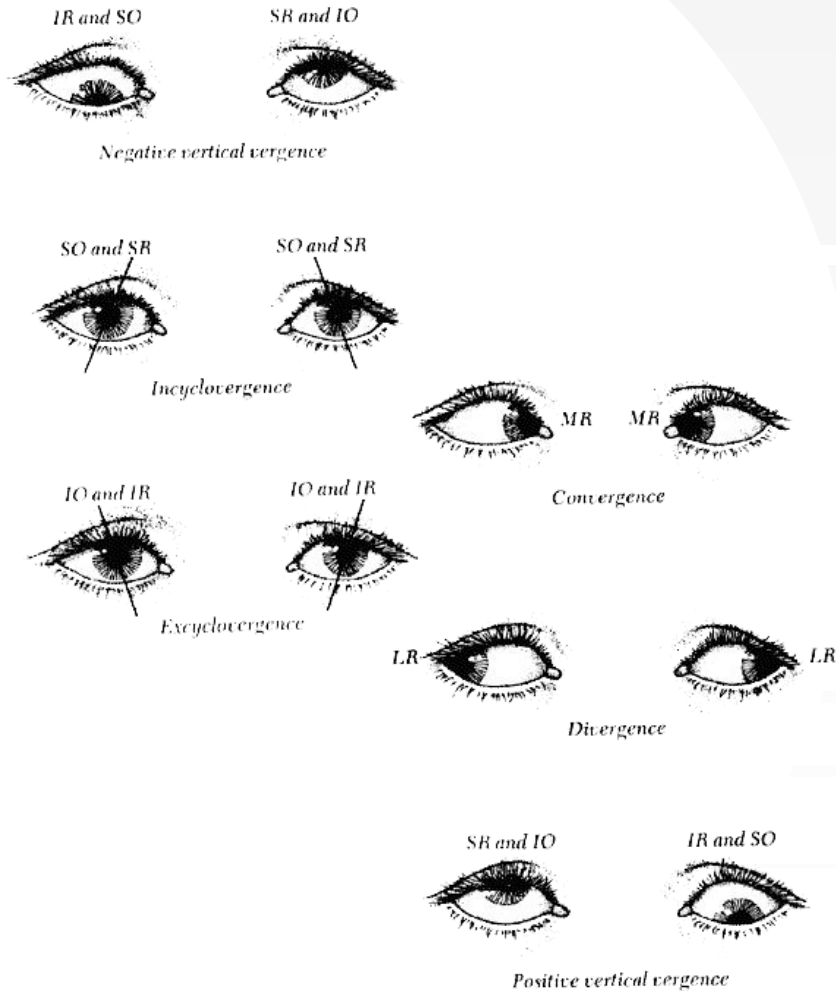 IR and SO
SR and IO
Negative vertical vergence
SO and SR
SO and SR
Incyclovergence
MR
MR
Convergence
IO and IR
IO and IR
Excyclovergence
LR
LR
Divergence
SR and IO
IR and SO
Positive vertical vergence